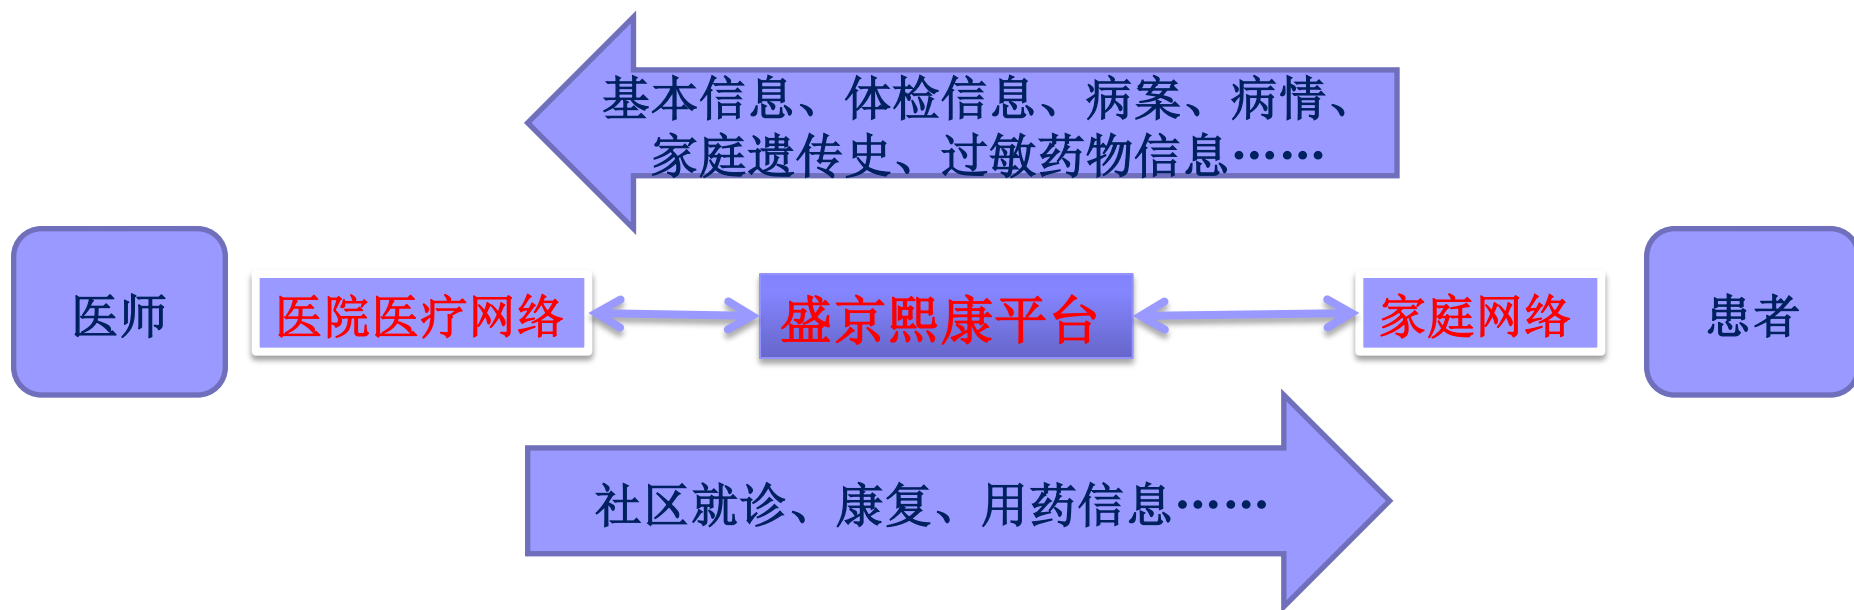 基本信息、体检信息、病案、病情、
家庭遗传史、过敏药物信息……
医师
医院医疗网络
盛京熙康平台
家庭网络
患者
社区就诊、康复、用药信息……